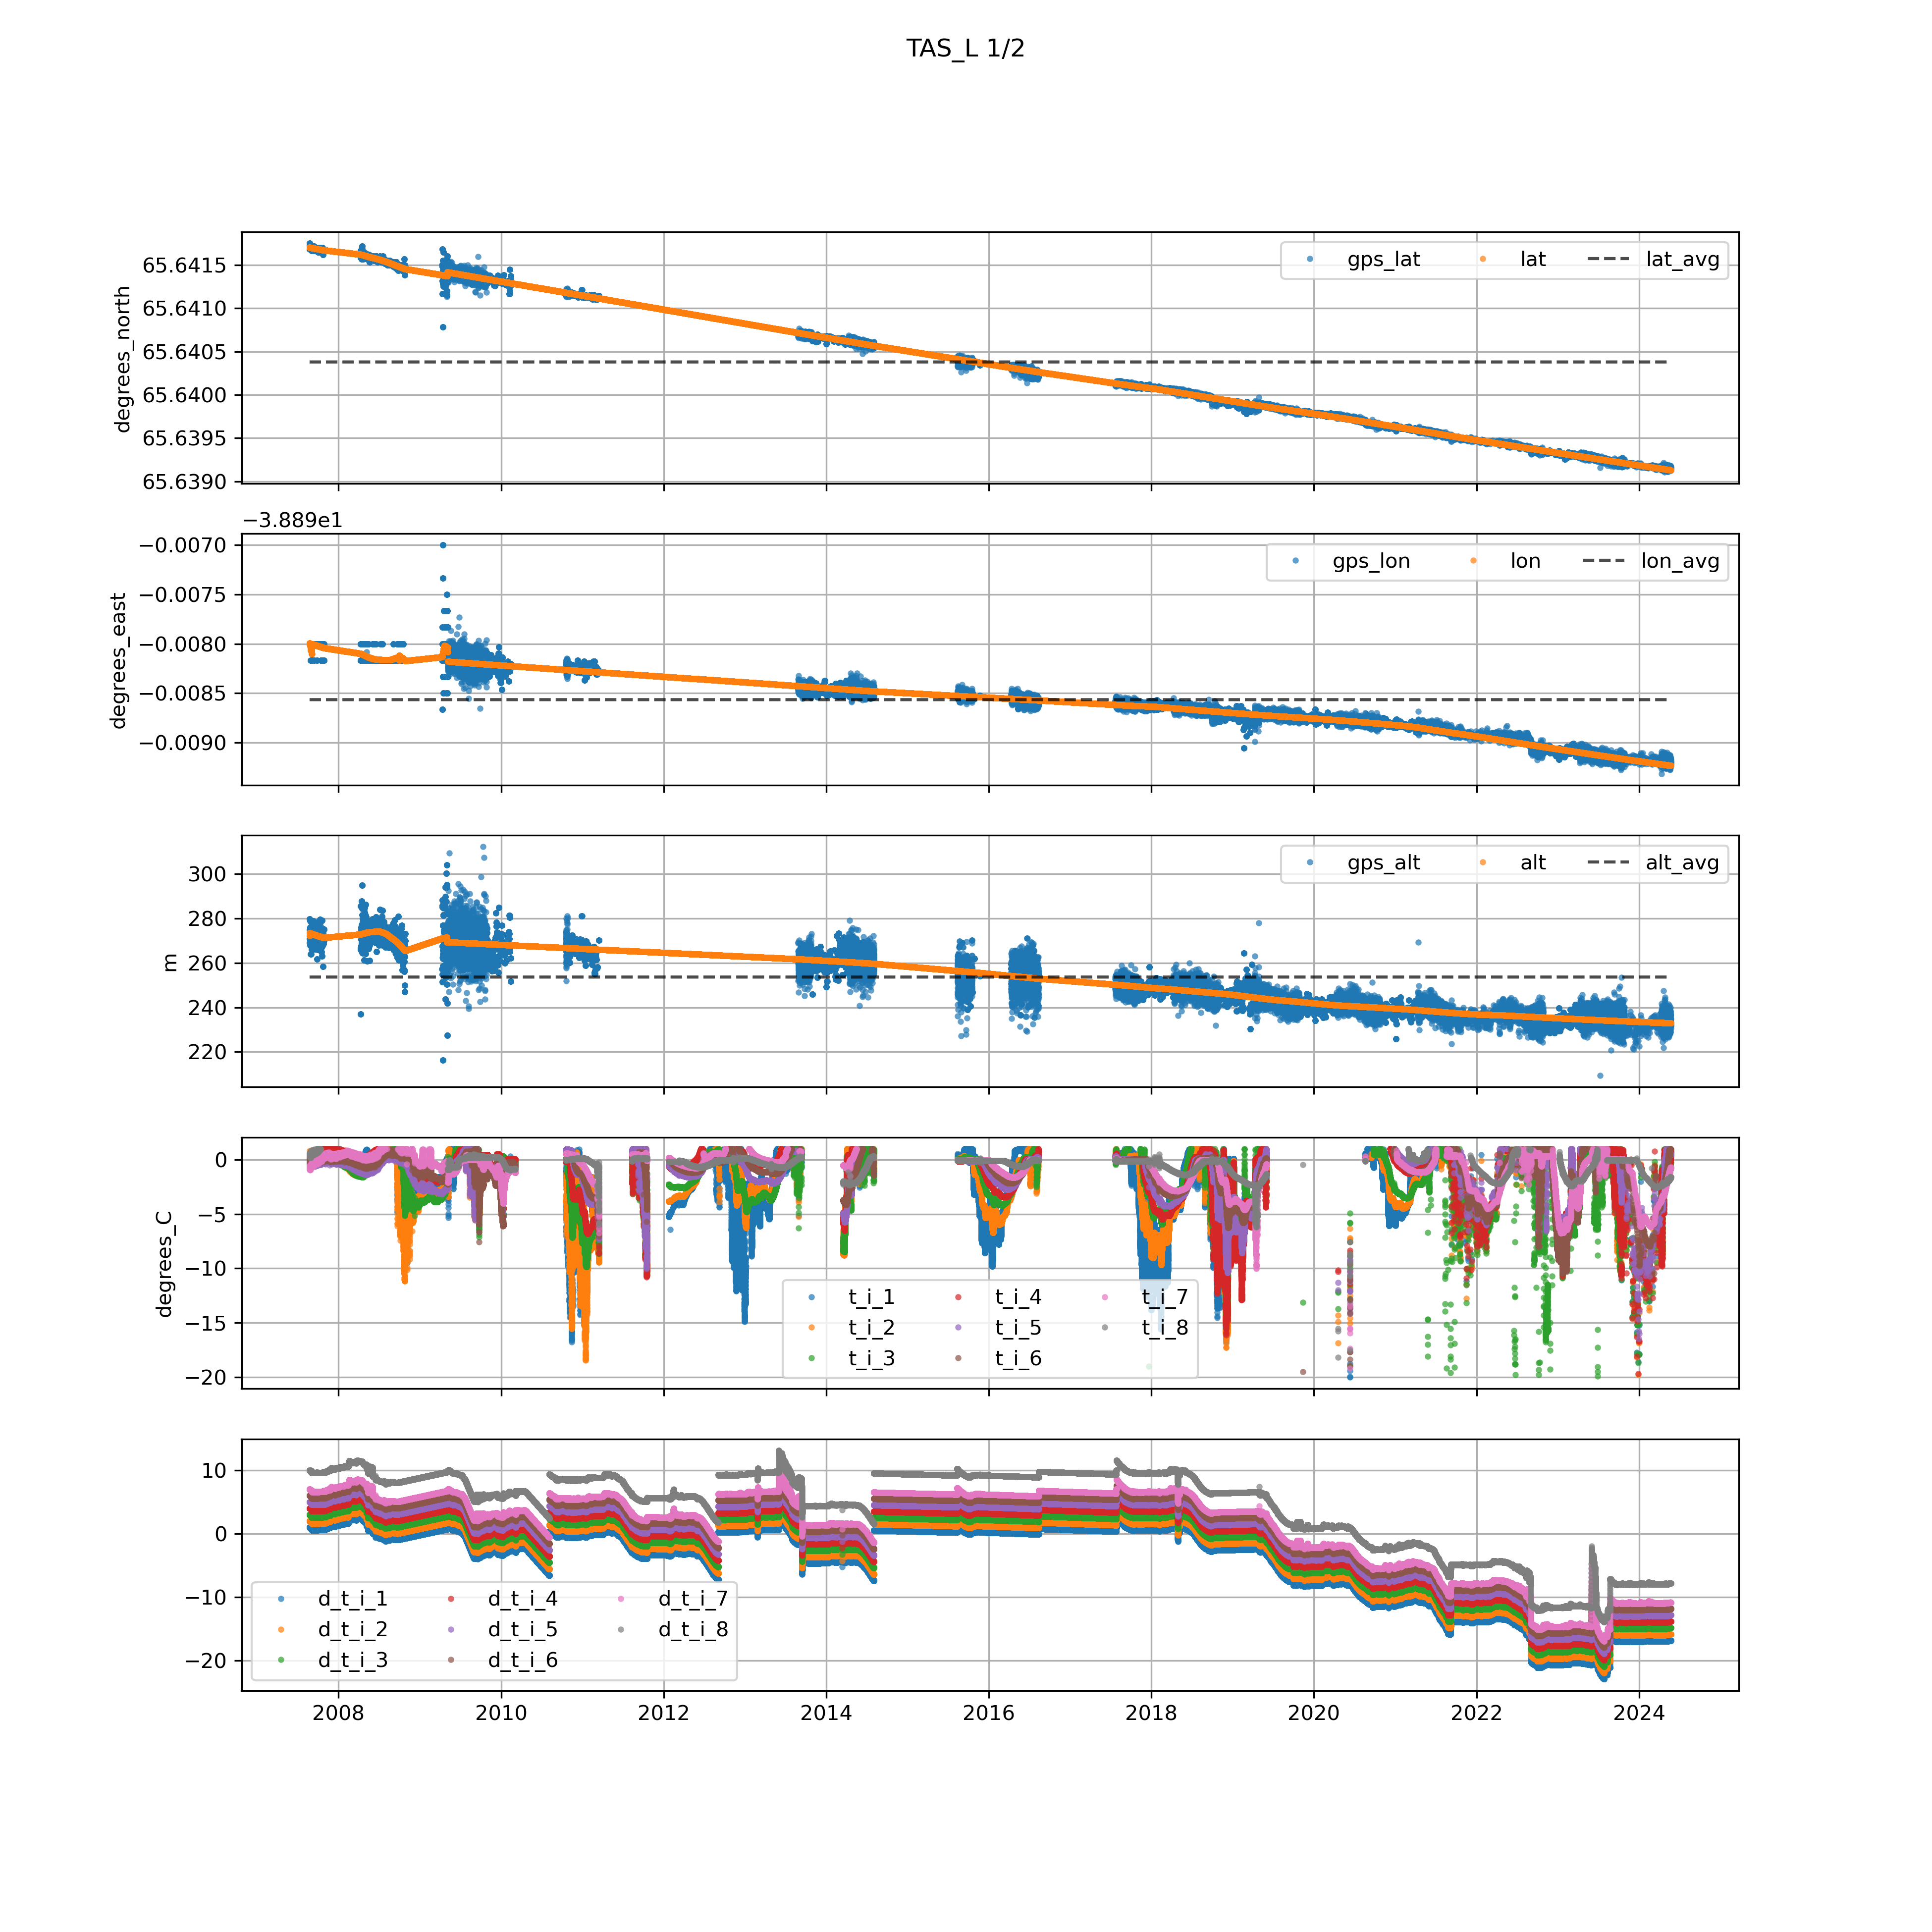 TAS_L 1/2
65.6415
65.6410
65.6405
65.6400
65.6395
65.6390
degrees_north
gps_lat lat lat_avg
−3.889e1
−0.0070
−0.0075
−0.0080
−0.0085
−0.0090
degrees_east
gps_lon lon lon_avg
300
280
260
240
220
m
gps_alt alt alt_avg
0
−5
−10
−15
−20
degrees_C
t_i_1 t_i_4 t_i_7
t_i_2 t_i_5 t_i_8
t_i_3 t_i_6
10
0
−10
−20
d_t_i_1 d_t_i_4 d_t_i_7
d_t_i_2 d_t_i_5 d_t_i_8
d_t_i_3 d_t_i_6
2008 2010 2012 2014 2016 2018 2020 2022 2024